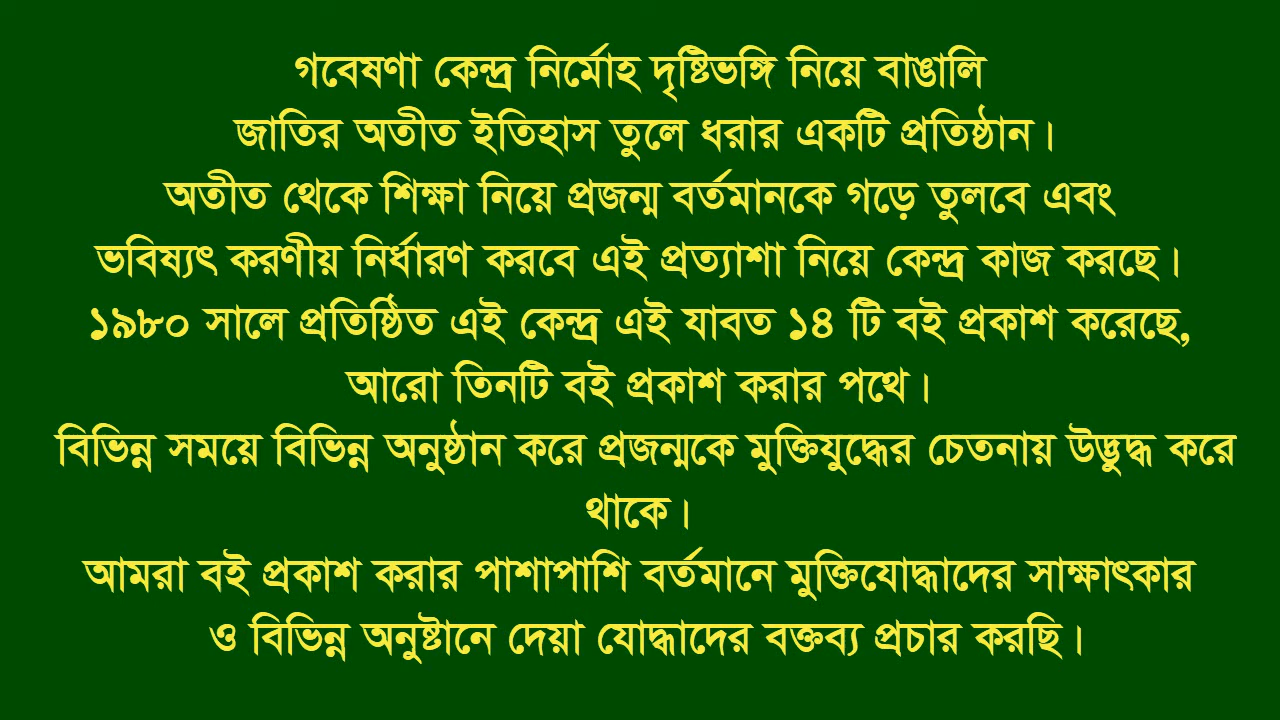 গবেষণা কেন্দ্র নির্মোহ দৃষ্টিভঙ্গি নিয়ে বাঙালি
জাতির অতীত ইতিহাস তুলে ধরার একটি প্রতিষ্ঠান।
অতীত থেকে শিক্ষা নিয়ে প্রজন্ম বর্তমানকে গড়ে তুলবে এবং
ভবিষ্যৎ করণীয় নির্ধারণ করবে এই প্রত্যাশা নিয়ে কেন্দ্র কাজ করছে।
১৯৮০ সালে প্রতিষ্ঠিত এই কেন্দ্র এই যাবত ১৪ টি বই প্রকাশ করেছে,
আরো তিনটি বই প্রকাশ করার পথে।
বিভিন্ন সময়ে বিভিন্ন অনুষ্ঠান করে প্রজন্মকে মুক্তিযুদ্ধের চেতনায় উদ্ভুদ্ধ করে
থাকে।
আমরা বই প্রকাশ করার পাশাপাশি বর্তমানে মুক্তিযোদ্ধাদের সাক্ষাৎকার
ও বিভিন্ন অনুষ্টানে দেয়া যোদ্ধাদের বক্তব্য প্রচার করছি।